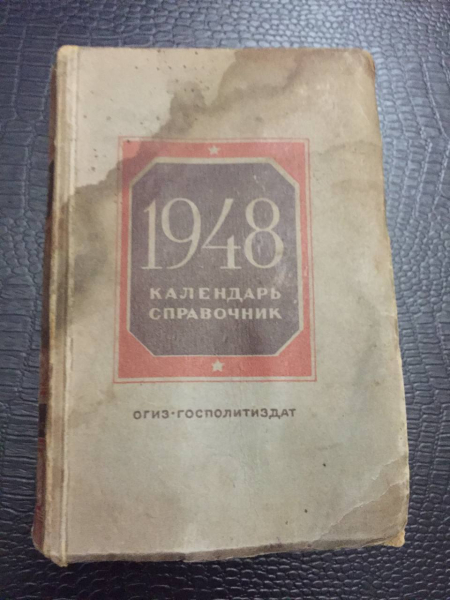 1948
КАЛЕНДАРЬ
СПРАВОЧНИК
ОГИЗ·ГОСПОЛИТИЗДАТ